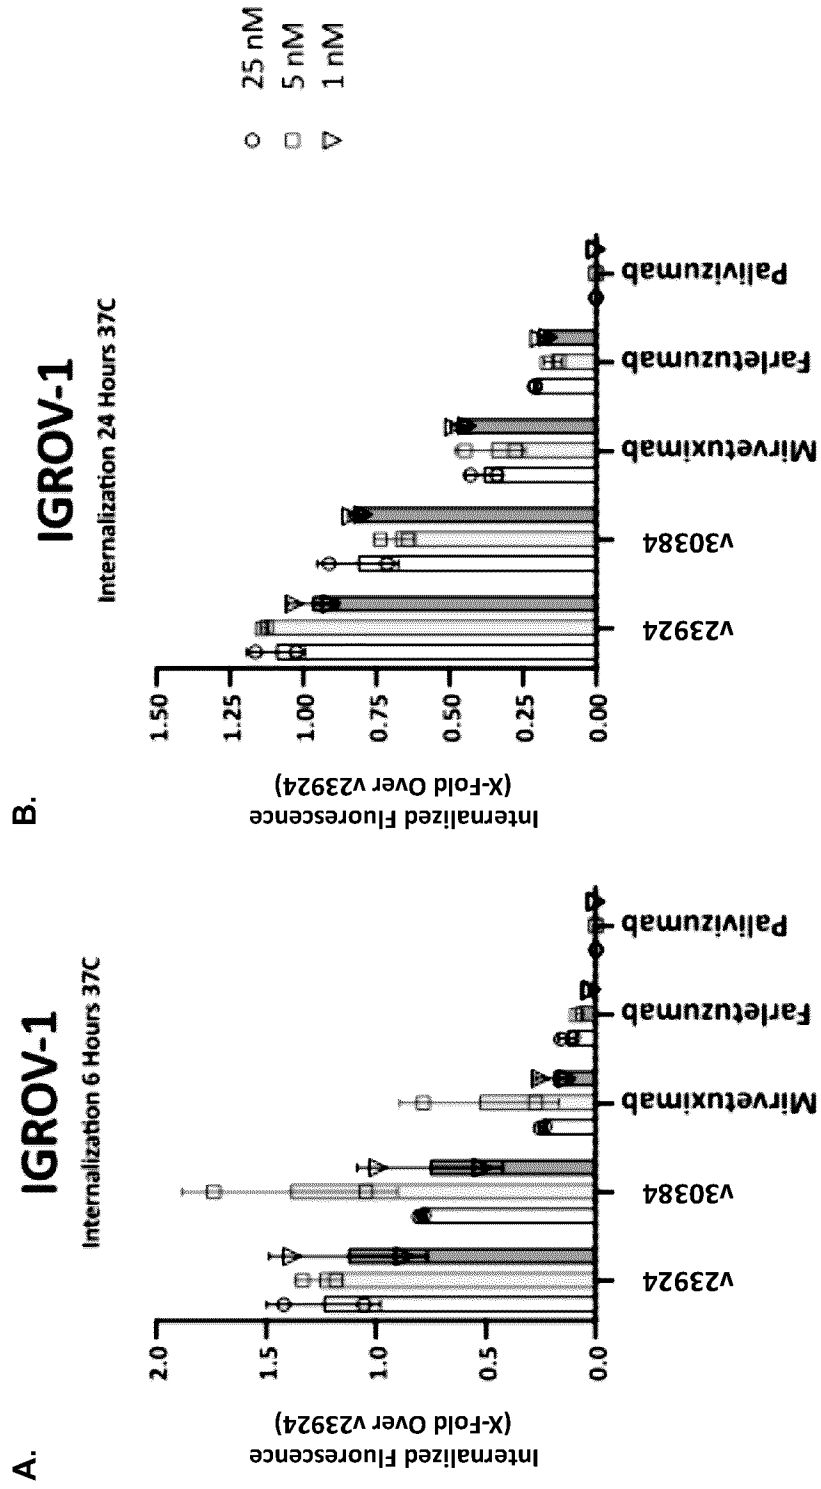 A.
IGROV-1
Internalization 6 Hours 37C
Internalized Fluorescence
(X-Fold Over v23924)
2.0
1.5
1.0
0.5
0.0
v23924
v30384
Mirvetuximab
Farletuzumab
Palivizumab
B.
IGROV-1
Internalization 24 Hours 37C
Internalized Fluorescence
(X-Fold Over v23924)
1.50
1.25
1.00
0.75
0.50
0.25
0.00
v23924
v30384
Mirvetuximab
Farletuzumab
Palivizumab
25 nM
5 nM
1 nM